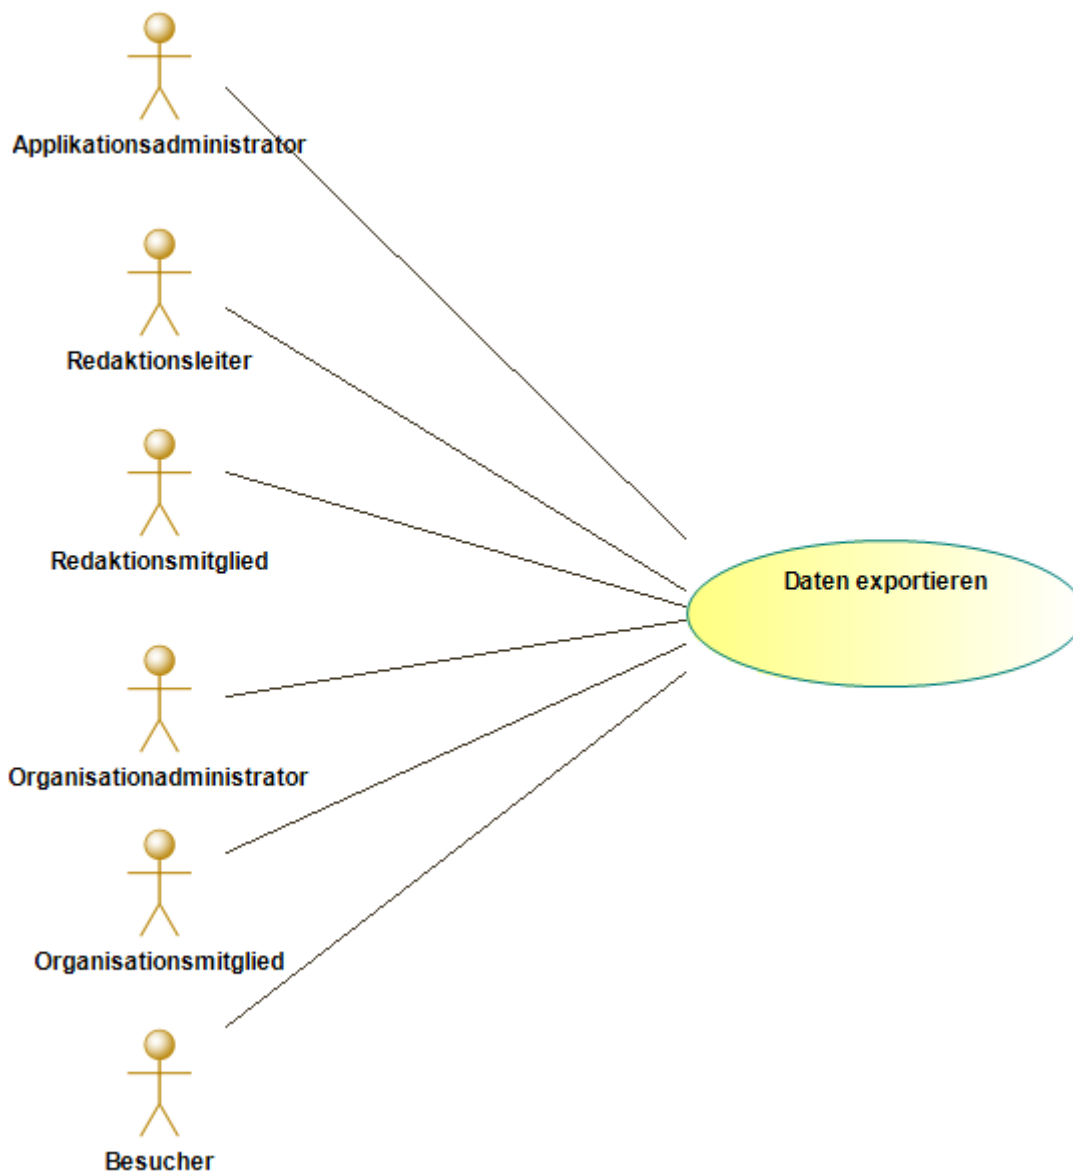 Applikationsadministrator
Redaktionsleiter
Redaktionsmitglied
Daten exportieren
Organisationadministrator
Organisationsmitglied
Besucher